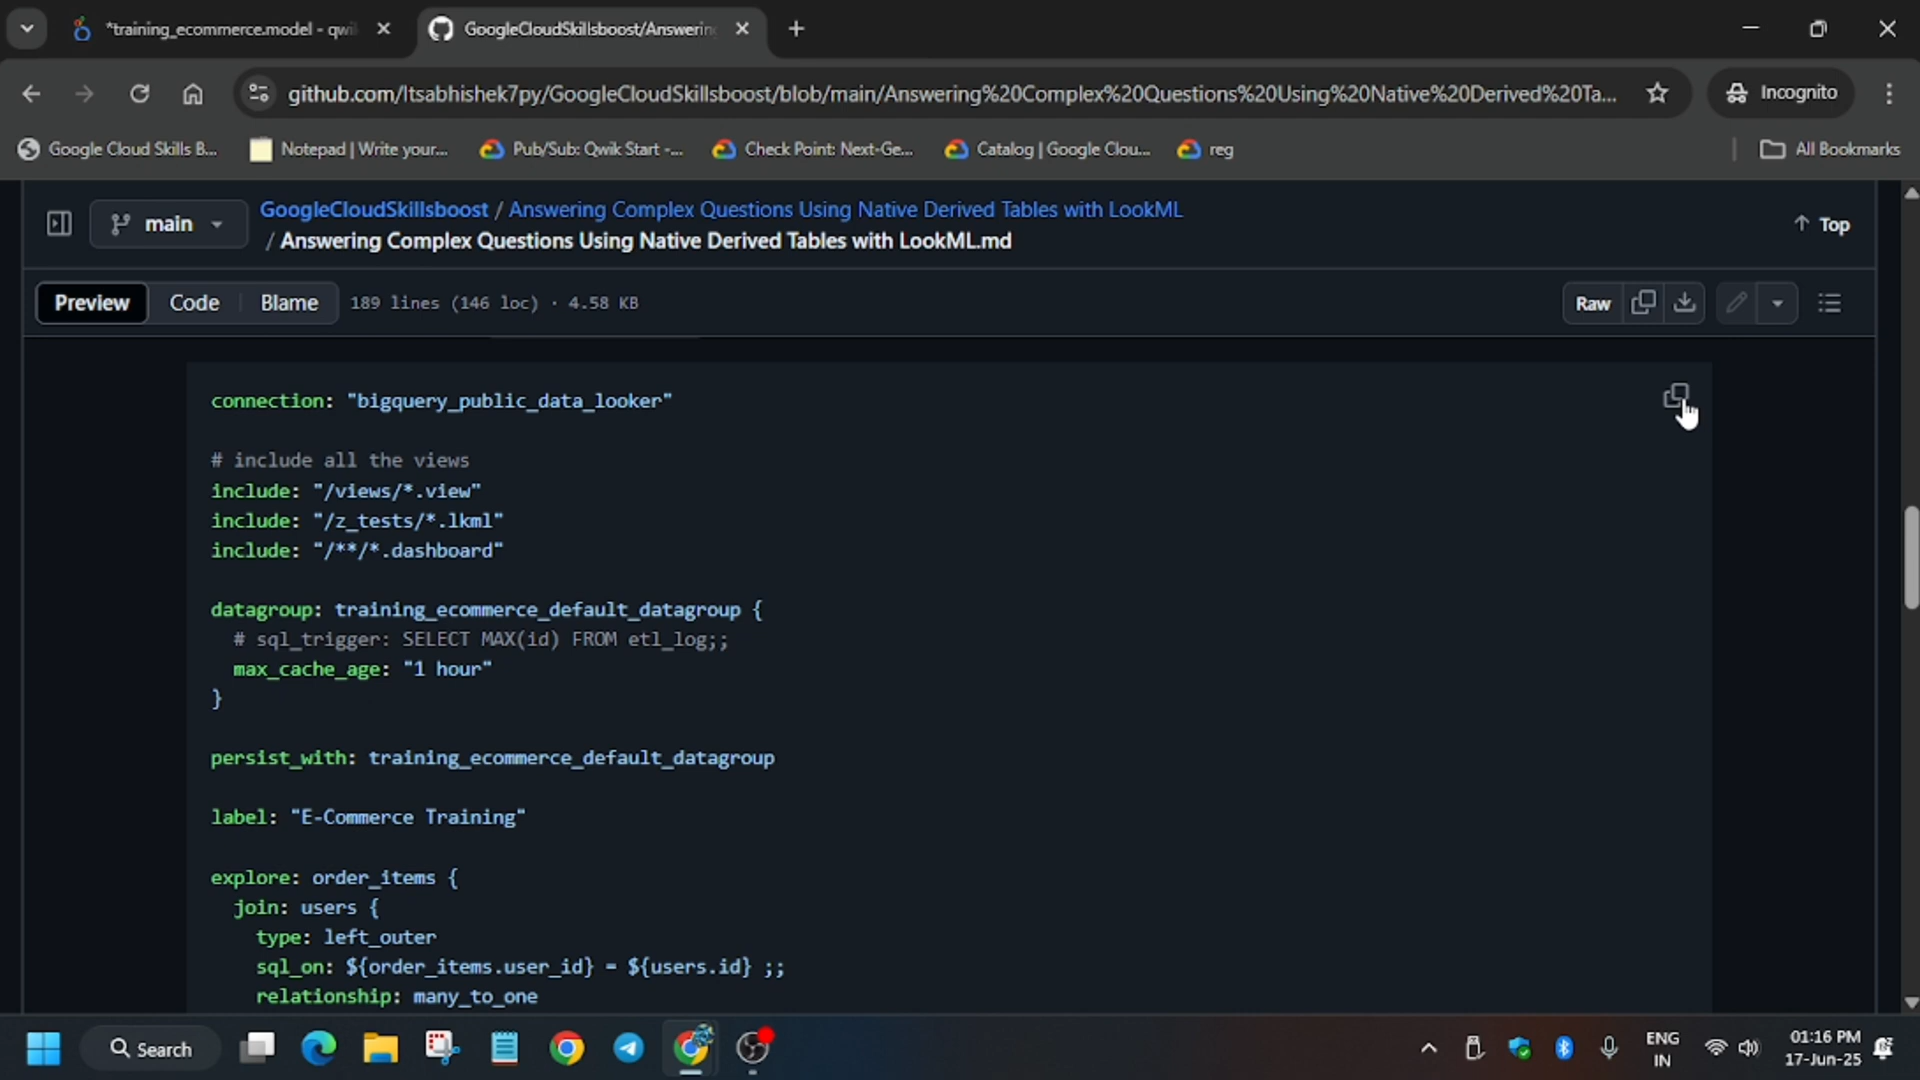 *training_ecommerce.model - qwi
GoogleCloudSkillsboost/Answerin
github.com/Itsabhishek7py/GoogleCloudSkillsboost/blob/main/Answering%20Complex%20Questions%20Using%20Native%20Derived%20Ta...
Incognito
Google Cloud Skills B...
Notepad | Write your...
Pub/Sub: Qwik Start -...
Check Point: Next-Ge...
Catalog | Google Clou...
reg
All Bookmarks
main
GoogleCloudSkillsboost / Answering Complex Questions Using Native Derived Tables with LookML
/ Answering Complex Questions Using Native Derived Tables with LookML.md
Top
Preview
Code
Blame
189 lines (146 loc) · 4.58 KB
Raw
connection: "bigquery_public_data_looker"
# include all the views
include: "/views/*.view"
include: "/z_tests/*.lkml"
include: "/**/*.dashboard"
datagroup: training_ecommerce_default_datagroup {
# sql_trigger: SELECT MAX(id) FROM etl_log;;
max_cache_age: "1 hour"
}
persist_with: training_ecommerce_default_datagroup
label: "E-Commerce Training"
explore: order_items {
join: users {
type: left_outer
sql_on: ${order_items.user_id} = ${users.id} ;;
relationship: many_to_one
Search
ENG
IN
01:16 PM
17-Jun-25